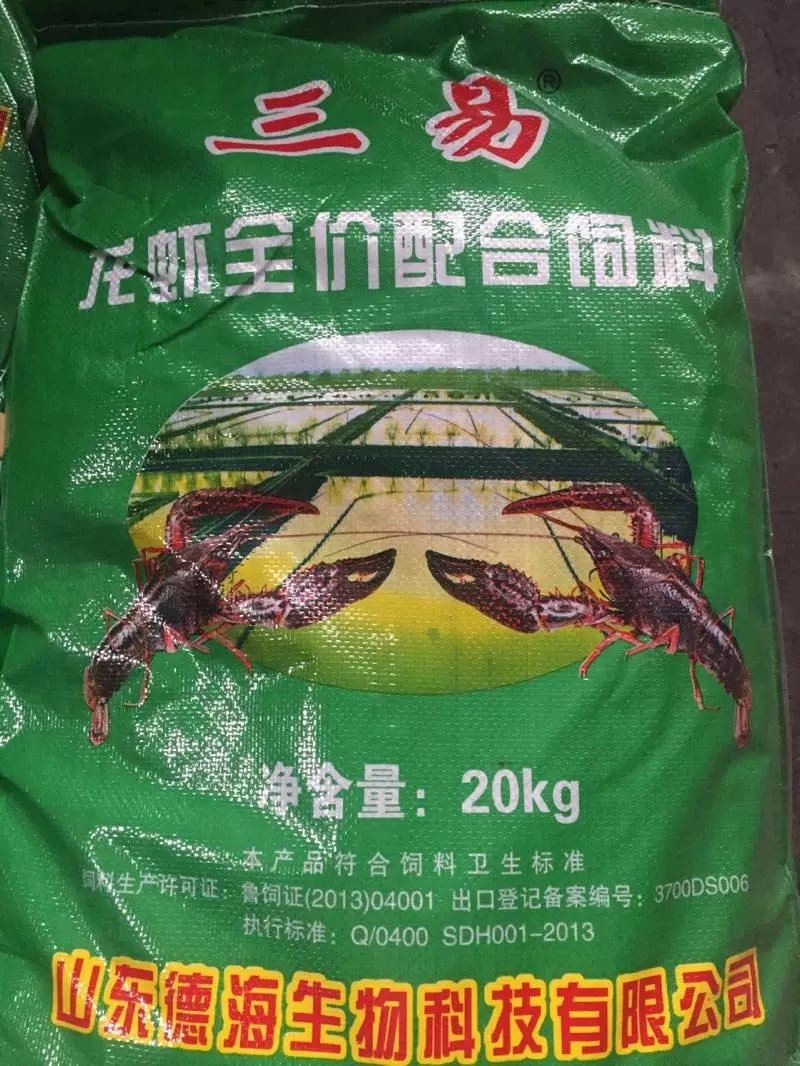 三易®
龙虾全价配合饲料
净含量：20kg
本产品符合饲料卫生标准
饲料生产许可证：鲁饲证(2013)04001 出口登记备案编号：3700DS006
执行标准：Q/0400 SDH001-2013
山东德海生物科技有限公司